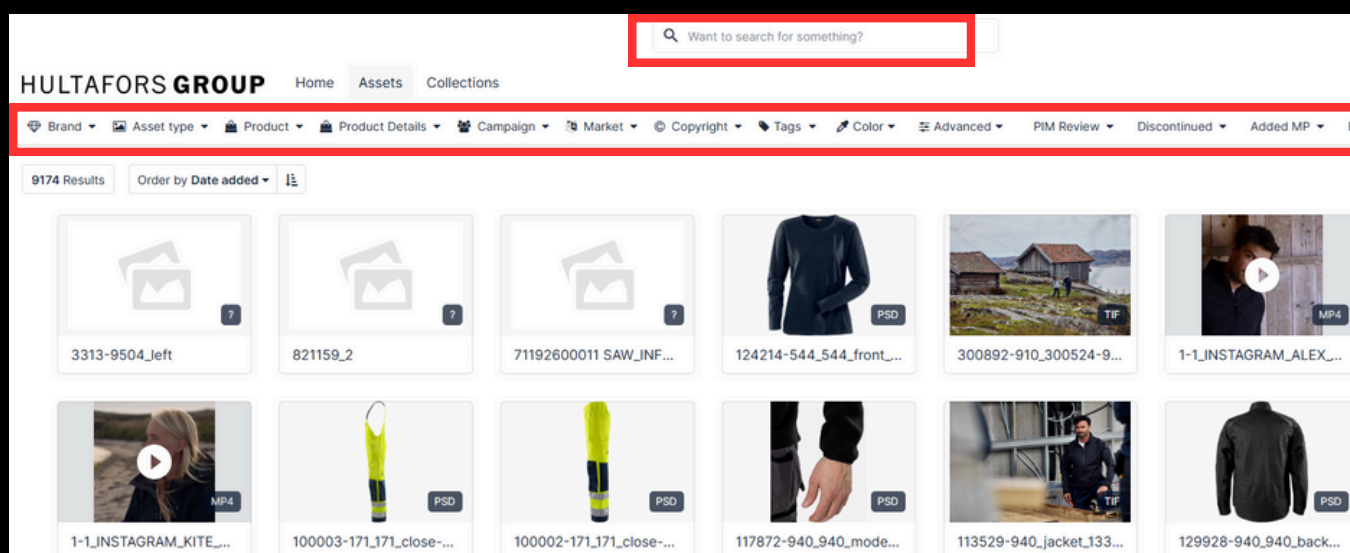 Want to search for something?
HULTAFORS GROUP Home Assets Collections
Brand Asset type Product Product Details Campaign Market © Copyright Tags Color Advanced PIM Review Discontinued Added MP
9174 Results Order by Date added
? ? ? PSD TIF MP4
3313-9504_left 821159_2 71192600011 SAW_INF... 124214-544_544_front_... 300892-910_300524-9... 1-1_INSTAGRAM_ALEX_...
MP4 PSD PSD PSD TIF PSD
1-1_INSTAGRAM_KITE_... 100003-171_171_close-... 100002-171_171_close-... 117872-940_940_mode... 113529-940_jacket_133... 129928-940_940_back...